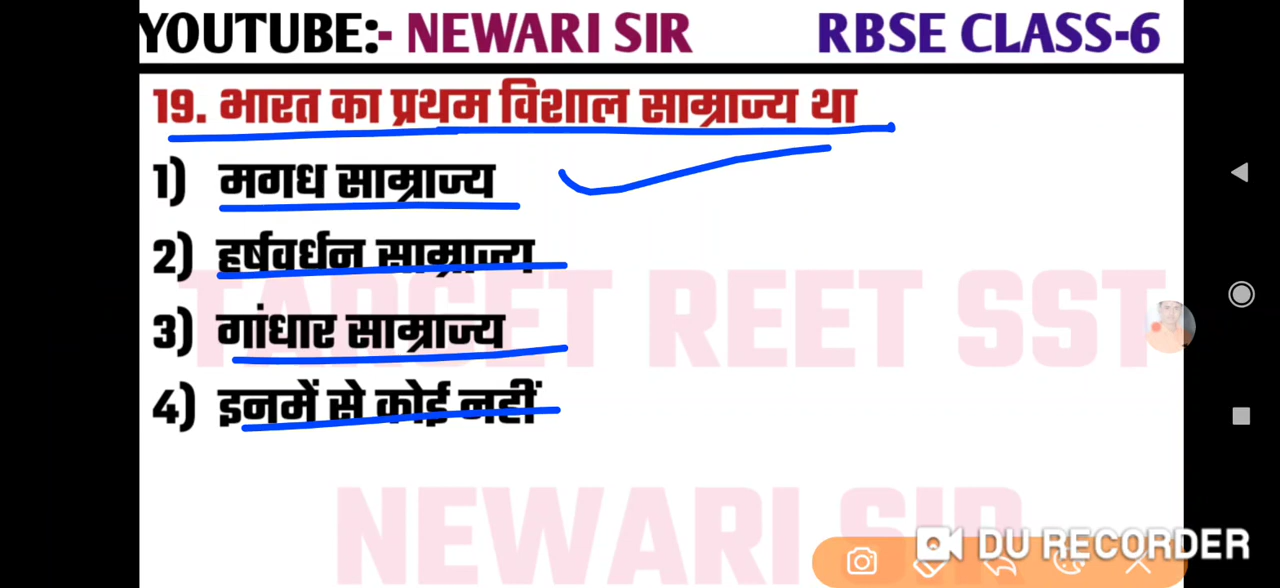 YOUTUBE:- NEWARI SIR RBSE CLASS-6
19. भारत का प्रथम विशाल साम्राज्य था
1) मगध साम्राज्य
2) हर्षवर्धन साम्राज्य
3) गांधार साम्राज्य
4) इनमें से कोई नहीं
TARGET REET SST
NEWARI SIR
DU RECORDER